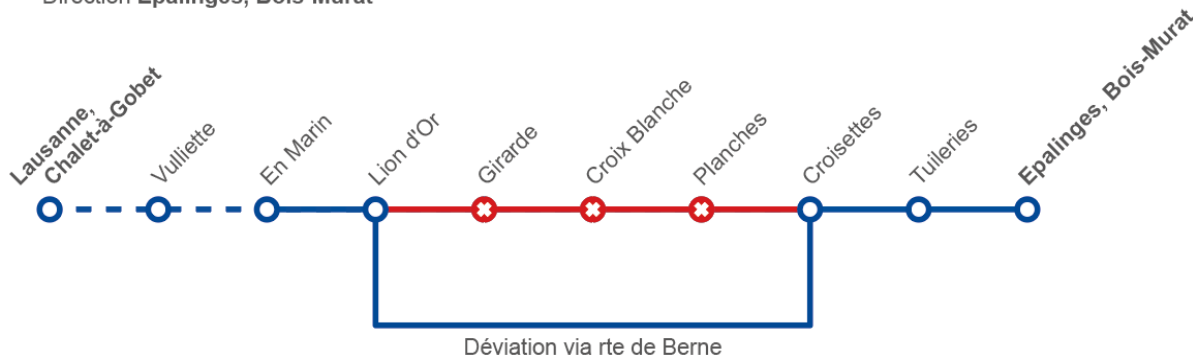 Direction Epalinges, Bois-Murat
Lausanne,
Chalet-à-Gobet
Vulliette
En Marin
Lion d'Or
Girarde
Croix Blanche
Planches
Croisettes
Tuileries
Epalinges, Bois-Murat
Déviation via rte de Berne